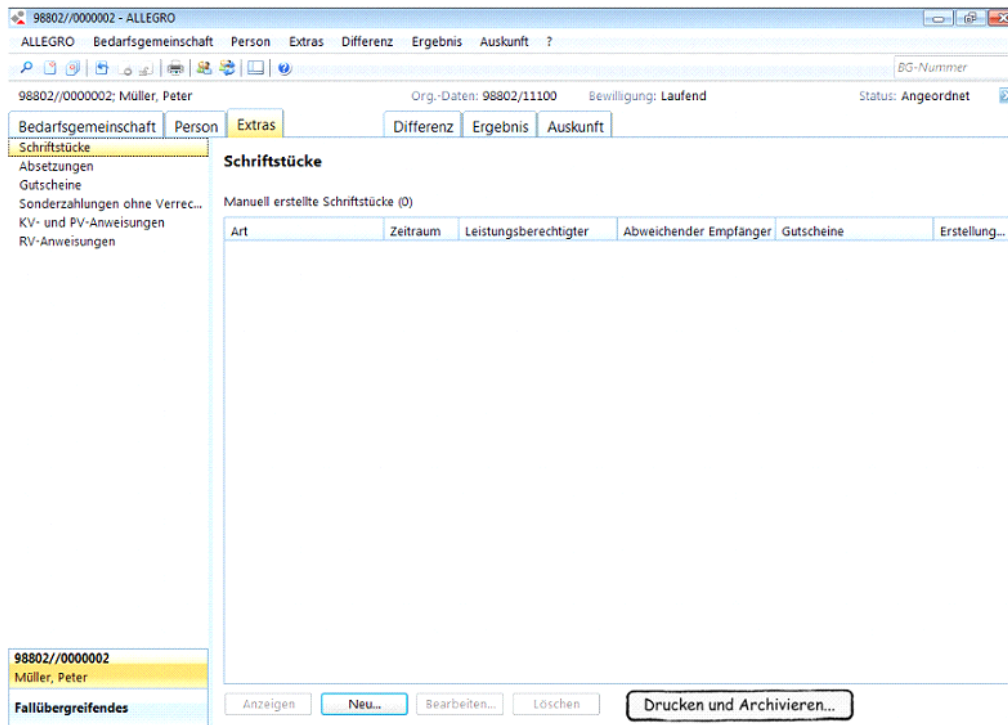 98802//0000002 - ALLEGRO
ALLEGRO Bedarfsgemeinschaft Person Extras Differenz Ergebnis Auskunft ?
BG-Nummer
98802//0000002; Müller, Peter Org.-Daten: 98802/11100 Bewilligung: Laufend Status: Angeordnet
Bedarfsgemeinschaft Person Extras Differenz Ergebnis Auskunft
Schriftstücke
Absetzungen
Gutscheine
Sonderzahlungen ohne Verrec...
KV- und PV-Anweisungen
RV-Anweisungen
Schriftstücke
Manuell erstellte Schriftstücke (0)
Art Zeitraum Leistungsberechtigter Abweichender Empfänger Gutscheine Erstellung...
98802//0000002
Müller, Peter
Fallübergreifendes
Anzeigen Neu... Bearbeiten... Löschen Drucken und Archivieren...